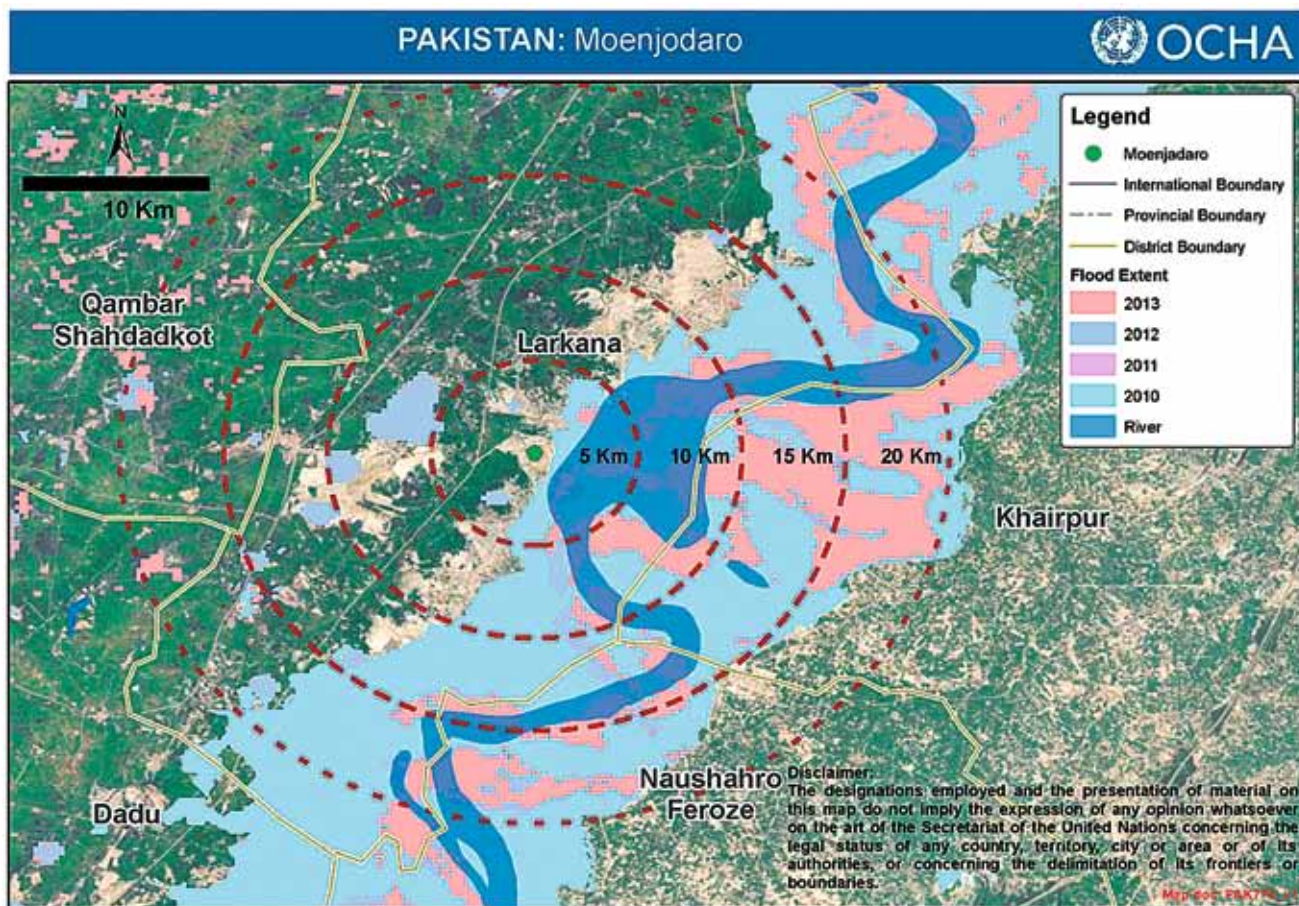 PAKISTAN: Moenjodaro
OCHA
N
10 Km
Legend
Moenjadaro
International Boundary
Provincial Boundary
District Boundary
Flood Extent
2013
2012
2011
2010
River
Qambar
Shahdadkot
Larkana
5 Km
10 Km
15 Km
20 Km
Khairpur
Naushahro
Feroze
Dadu
Disclaimer:
The designations employed and the presentation of material on
this map do not imply the expression of any opinion whatsoever
on the art of the Secretariat of the United Nations concerning the
legal status of any country, territory, city or area or of its
authorities, or concerning the delimitation of its frontiers or
boundaries.
Map doc: